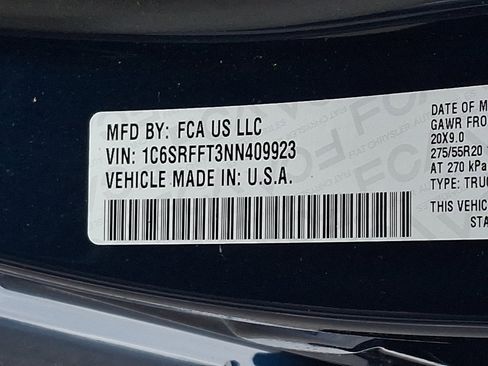 MFD BY: FCA US LLC
VIN: 1C6SRFFT3NN409923
VEHICLE MADE IN: U.S.A.
DATE OF M
GAWR FRO
20X9.0
275/55R20
AT 270 kPa
TYPE: TRUC
THIS VEHIC
STA